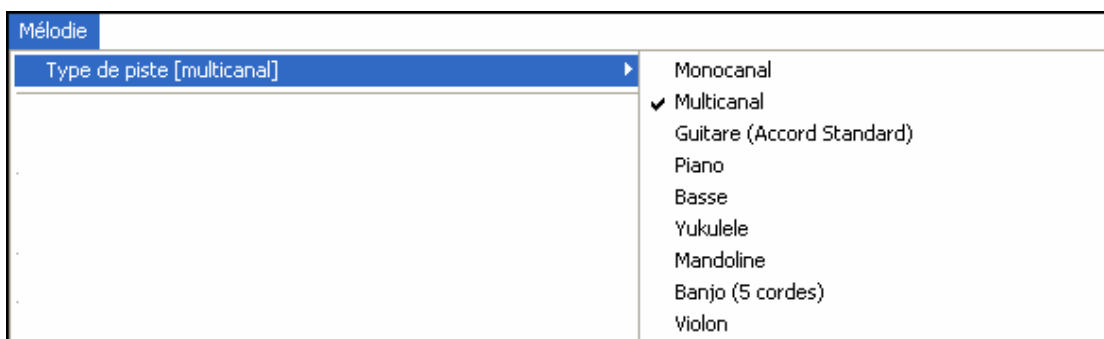 Mélodie
Type de piste [multicanal]
Monocanal
Multicanal
Guitare (Accord Standard)
Piano
Basse
Yukulele
Mandoline
Banjo (5 cordes)
Violon